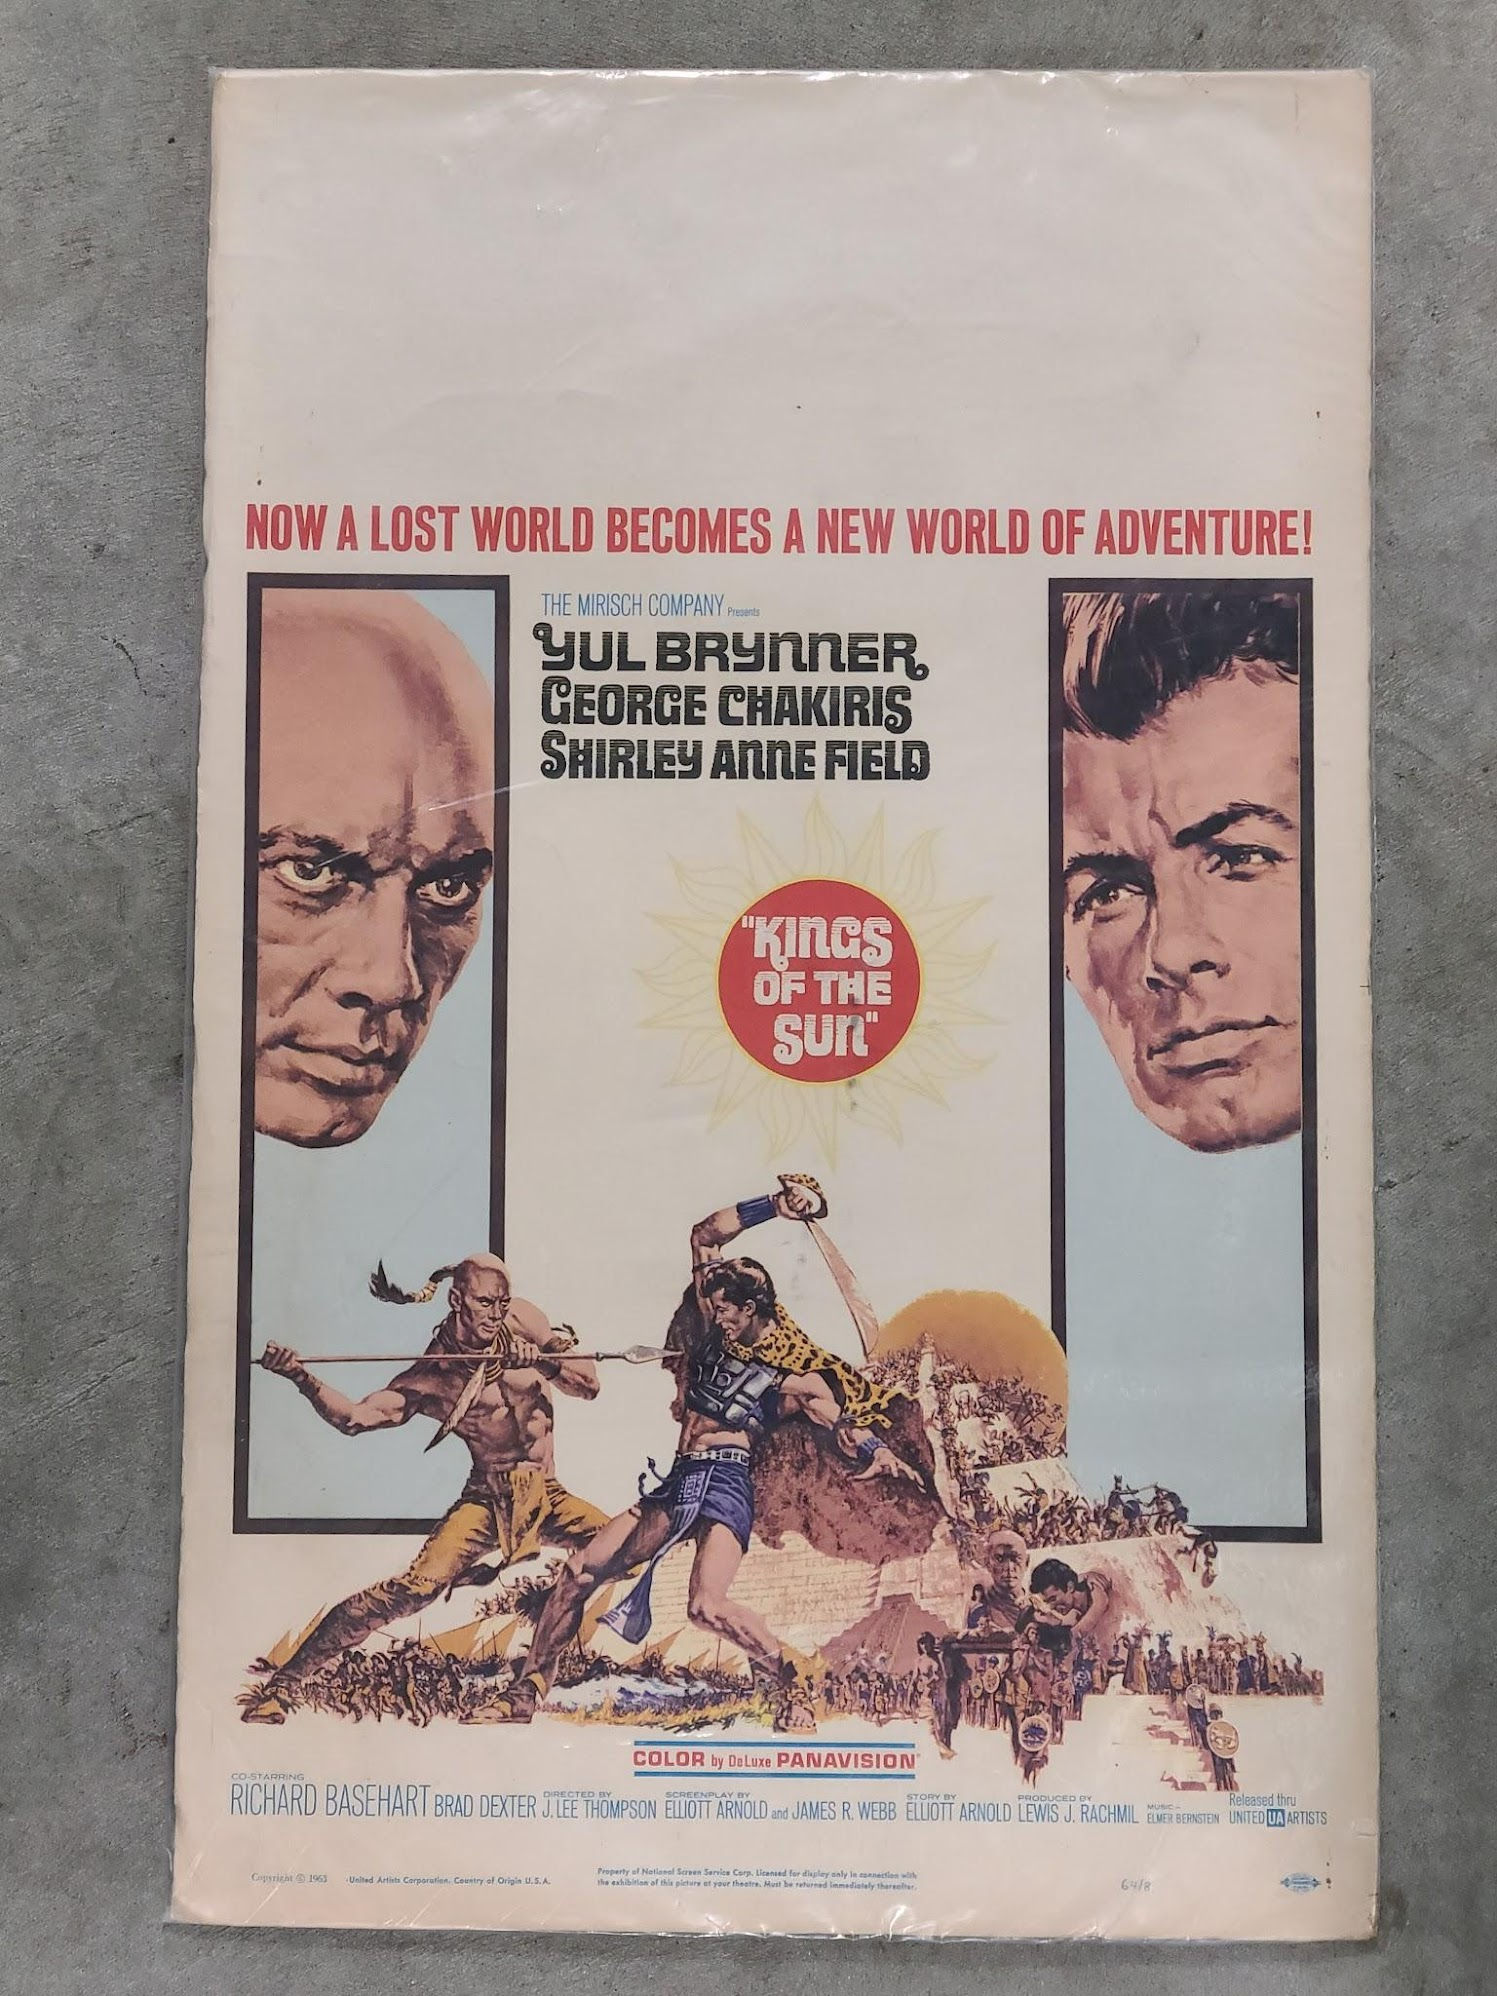 NOW A LOST WORLD BECOMES A NEW WORLD OF ADVENTURE!
THE MIRISCH COMPANY Presents
YUL BRYNNER
GEORGE CHAKIRIS
SHIRLEY ANNE FIELD
"KINGS
OF THE
SUN"
COLOR by DeLuxe PANAVISION®
CO-STARRING
RICHARD BASEHART BRAD DEXTER
DIRECTED BY
J. LEE THOMPSON
SCREENPLAY BY
ELLIOTT ARNOLD and JAMES R. WEBB
STORY BY
ELLIOTT ARNOLD
PRODUCED BY
LEWIS J. RACHMIL
MUSIC –
ELMER BERNSTEIN
Released thru
UNITED UA ARTISTS
Copyright © 1963 United Artists Corporation. Country of Origin U.S.A.
Property of National Screen Service Corp. Licensed for display only in connection with
the exhibition of this picture at your theatre. Must be returned immediately thereafter.
64/8